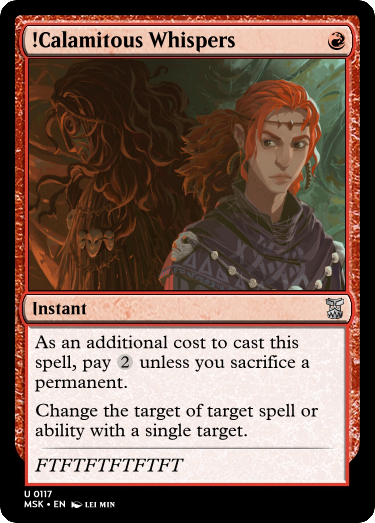 !Calamitous Whispers
Instant
As an additional cost to cast this
spell, pay 2 unless you sacrifice a
permanent.
Change the target of target spell or
ability with a single target.
FTFTFTFTFTFT
U 0117
MSK • EN LEI MIN